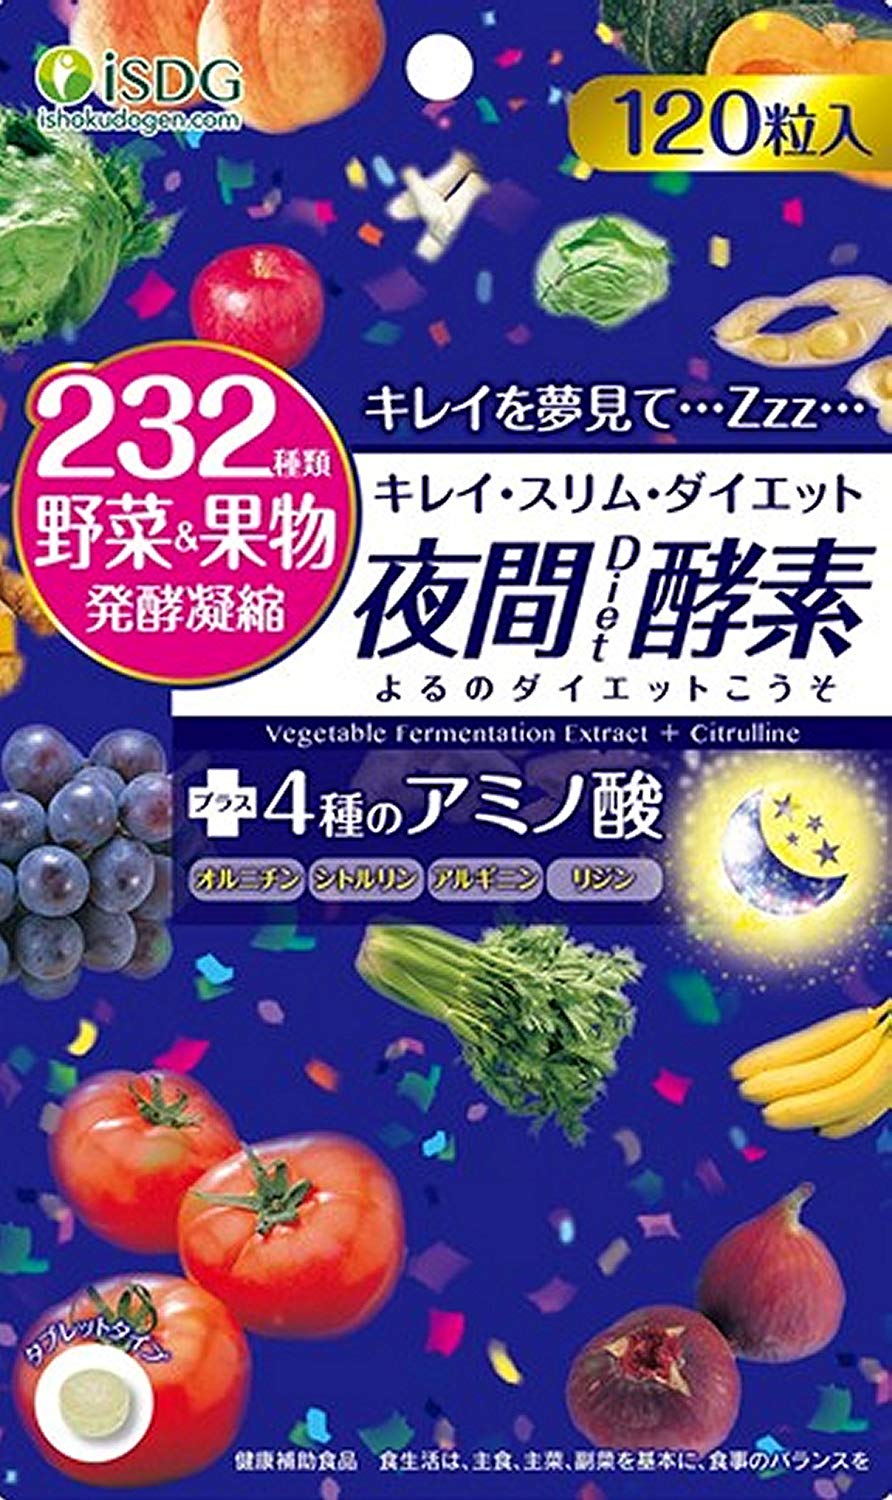 iSDG
ishokudogen.com
120粒入
232種類
野菜&果物
発酵凝縮
キレイを夢見て…Zzz…
キレイ・スリム・ダイエット
夜間Diet酵素
よるのダイエットこうそ
Vegetable Fermentation Extract + Citrulline
プラス4種のアミノ酸
オルニチン シトルリン アルギニン リジン
タブレットタイプ
健康補助食品 食生活は、主食、主菜、副菜を基本に、食事のバランスを